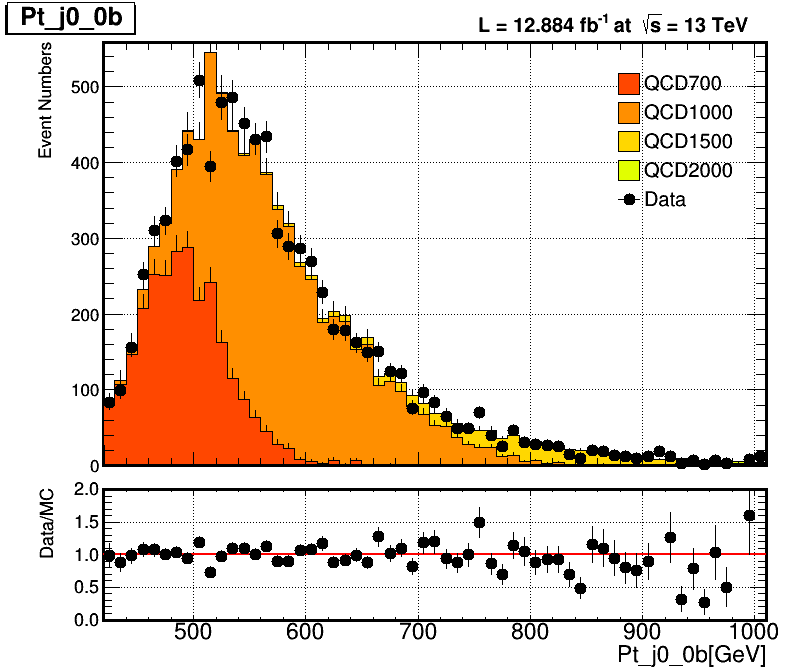 Pt_j0_0b
L = 12.884 fb-1 at √s = 13 TeV
Event Numbers
500
400
300
200
100
0
QCD700
QCD1000
QCD1500
QCD2000
Data
Data/MC
2.0
1.5
1.0
0.5
0.0
500 600 700 800 900 1000
Pt_j0_0b[GeV]